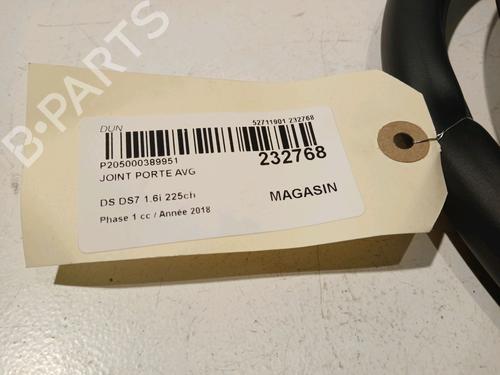 DUN
52711901 232768
P205000389951
232768
JOINT PORTE AVG
DS DS7 1.6i 225ch
MAGASIN
Phase 1 cc / Année 2018
B-PARTS